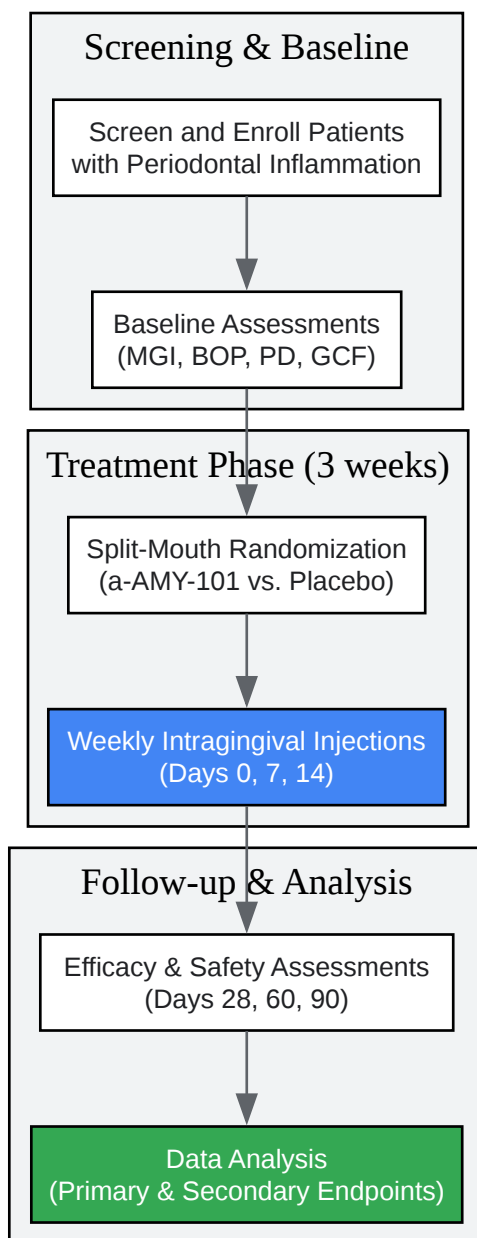 Screening & Baseline
Screen and Enroll Patients
with Periodontal Inflammation
Baseline Assessments
(MGI, BOP, PD, GCF)
Treatment Phase (3 weeks)
Split-Mouth Randomization
(a-AMY-101 vs. Placebo)
Weekly Intragingival Injections
(Days 0, 7, 14)
Follow-up & Analysis
Efficacy & Safety Assessments
(Days 28, 60, 90)
Data Analysis
(Primary & Secondary Endpoints)